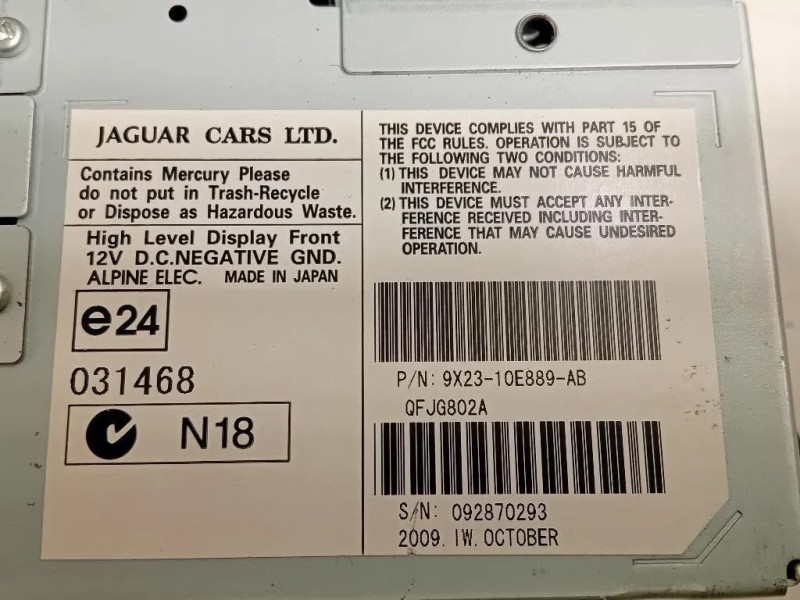 JAGUAR CARS LTD.
Contains Mercury Please
do not put in Trash-Recycle
or Dispose as Hazardous Waste.
High Level Display Front
12V D.C.NEGATIVE GND.
ALPINE ELEC. MADE IN JAPAN
e24
031468
N18
THIS DEVICE COMPLIES WITH PART 15 OF
THE FCC RULES. OPERATION IS SUBJECT TO
THE FOLLOWING TWO CONDITIONS:
(1) THIS DEVICE MAY NOT CAUSE HARMFUL
INTERFERENCE.
(2) THIS DEVICE MUST ACCEPT ANY INTER-
FERENCE RECEIVED INCLUDING INTER-
FERENCE THAT MAY CAUSE UNDESIRED
OPERATION.
P/N: 9X23-10E889-AB
QFJG802A
S/N: 092870293
2009. IW. OCTOBER